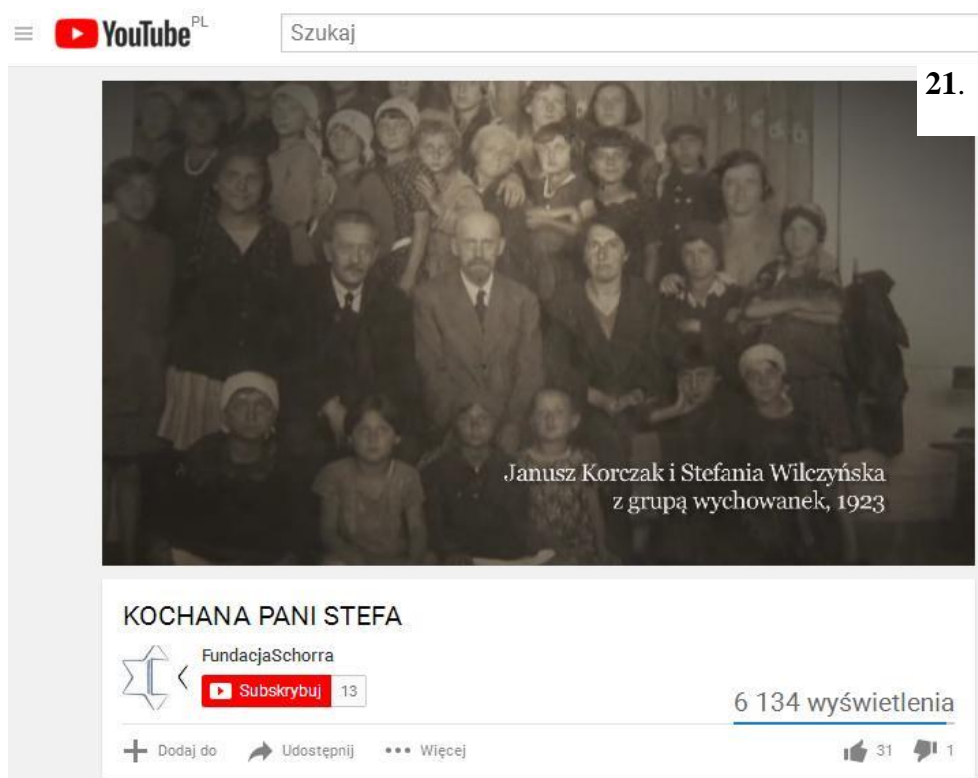 YouTube PL
Szukaj
21.
Janusz Korczak i Stefania Wilczyńska
z grupą wychowanek, 1923
KOCHANA PANI STEFA
FundacjaSchorra
Subskrybuj 13
6 134 wyświetlenia
Dodaj do Udostępnij Więcej 31 1